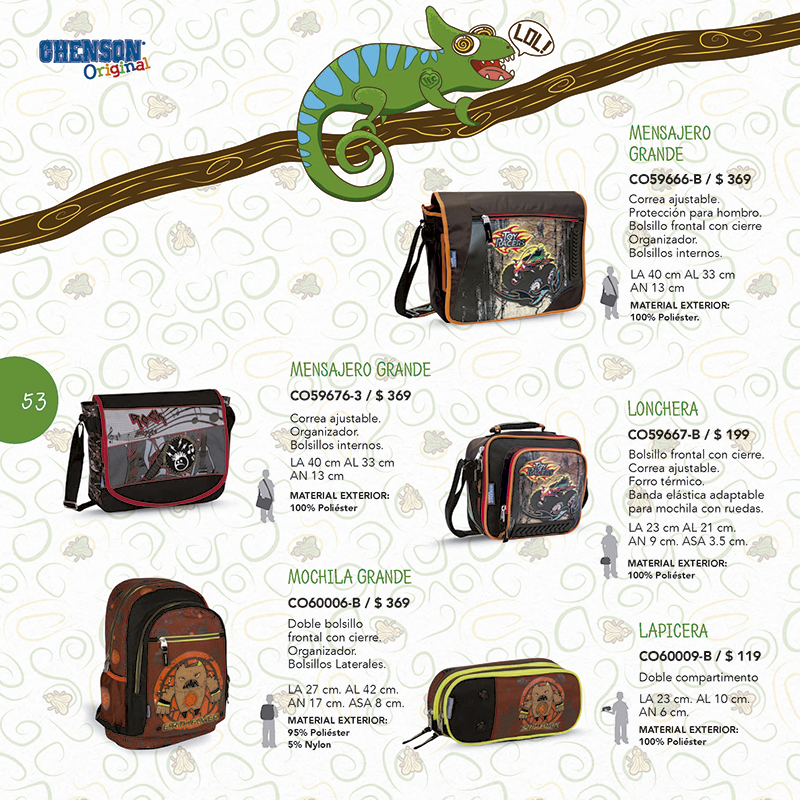 CHENSON
Original
LOL!
MENSAJERO
GRANDE
CO59666-B / $ 369
Correa ajustable.
Protección para hombro.
Bolsillo frontal con cierre
Organizador.
Bolsillos internos.
LA 40 cm AL 33 cm
AN 13 cm
MATERIAL EXTERIOR:
100% Poliéster.
TOY
RACERS
53
MENSAJERO GRANDE
CO59676-3 / $ 369
Correa ajustable.
Organizador.
Bolsillos internos.
LA 40 cm AL 33 cm
AN 13 cm
MATERIAL EXTERIOR:
100% Poliéster
ROCK
LONCHERA
CO59667-B / $ 199
Bolsillo frontal con cierre.
Correa ajustable.
Forro térmico.
Banda elástica adaptable
para mochila con ruedas.
LA 23 cm AL 21 cm.
AN 9 cm. ASA 3.5 cm.
MATERIAL EXTERIOR:
100% Poliéster
TOY
RACERS
MOCHILA GRANDE
CO60006-B / $ 369
Doble bolsillo
frontal con cierre.
Organizador.
Bolsillos Laterales.
LA 27 cm. AL 42 cm.
AN 17 cm. ASA 8 cm.
MATERIAL EXTERIOR:
95% Poliéster
5% Nylon
LAPICERA
CO60009-B / $ 119
Doble compartimento
LA 23 cm. AL 10 cm.
AN 6 cm.
MATERIAL EXTERIOR:
100% Poliéster